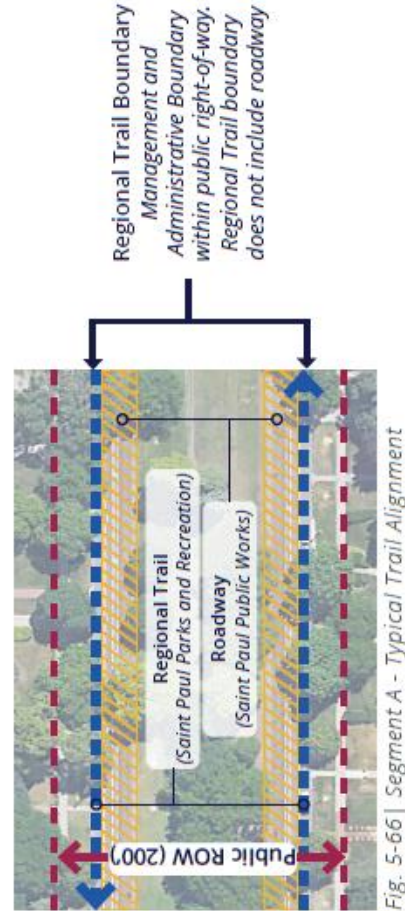 Regional Trail Boundary
Management and
Administrative Boundary
within public right-of-way.
Regional Trail boundary
does not include roadway
Regional Trail
(Saint Paul Parks and Recreation)
Roadway
(Saint Paul Public Works)
Public ROW (200')
Fig. 5-66 | Segment A - Typical Trail Alignment